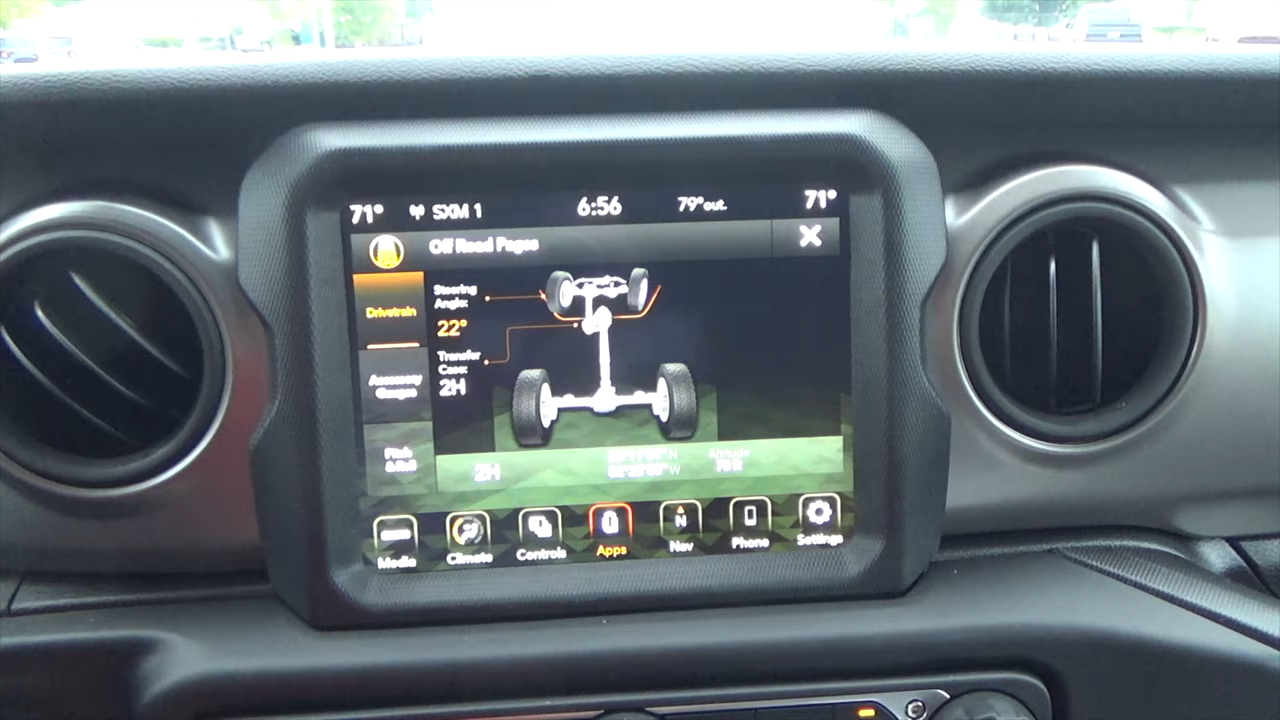 71° SXM 1 6:56 79°out. 71°
Off Road Pages X
Drivetrain
Accessory
Gauges
Pitch
& Roll
Steering
Angle:
22°
Transfer
Case:
2H
2H
Altitude
Media Climate Controls Apps N Nav Phone Settings